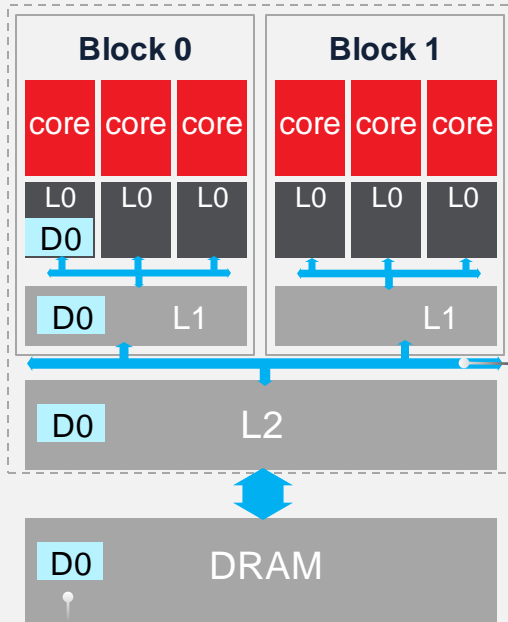 Block 0
Block 1
core core core
core core core
L0 L0 L0
L0 L0 L0
D0
D0 L1
L1
D0 L2
D0 DRAM